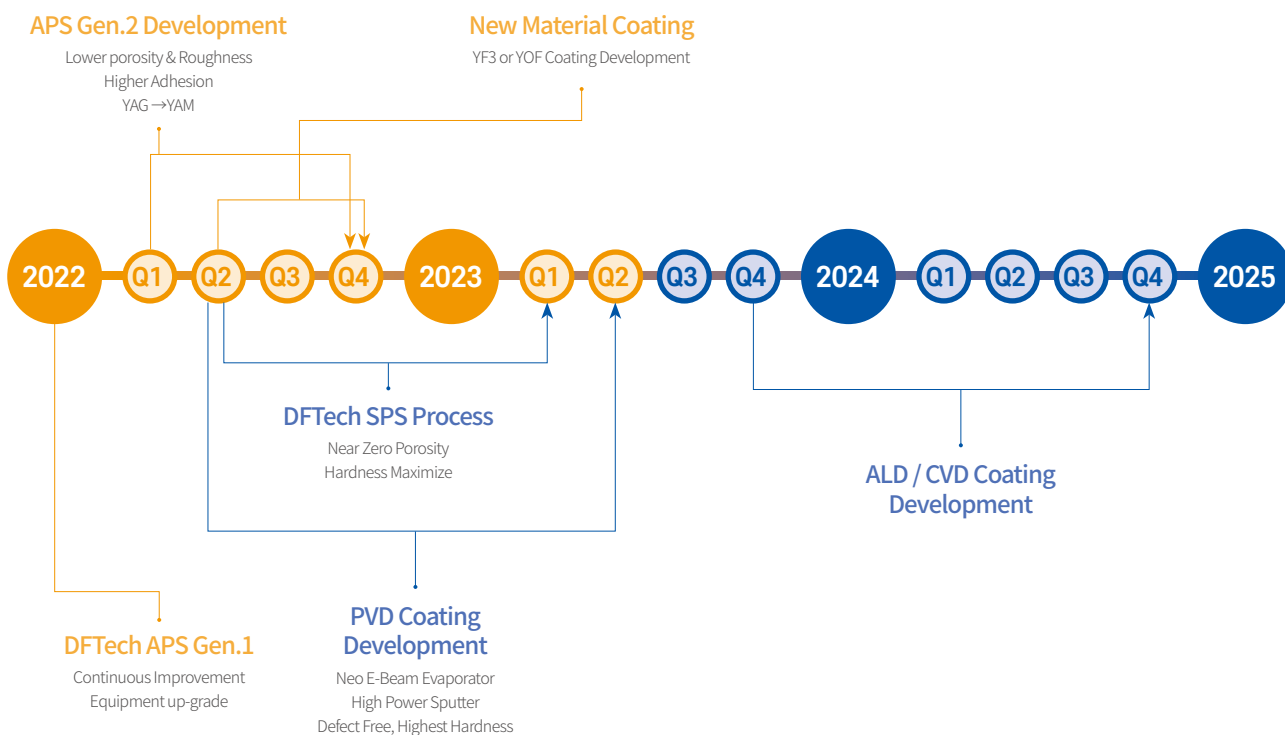 APS Gen.2 Development
Lower porosity & Roughness
Higher Adhesion
YAG →YAM
New Material Coating
YF3 or YOF Coating Development
2022
Q1
Q2
Q3
Q4
2023
Q1
Q2
Q3
Q4
2024
Q1
Q2
Q3
Q4
2025
DFTech SPS Process
Near Zero Porosity
Hardness Maximize
ALD / CVD Coating
Development
DFTech APS Gen.1
Continuous Improvement
Equipment up-grade
PVD Coating
Development
Neo E-Beam Evaporator
High Power Sputter
Defect Free, Highest Hardness